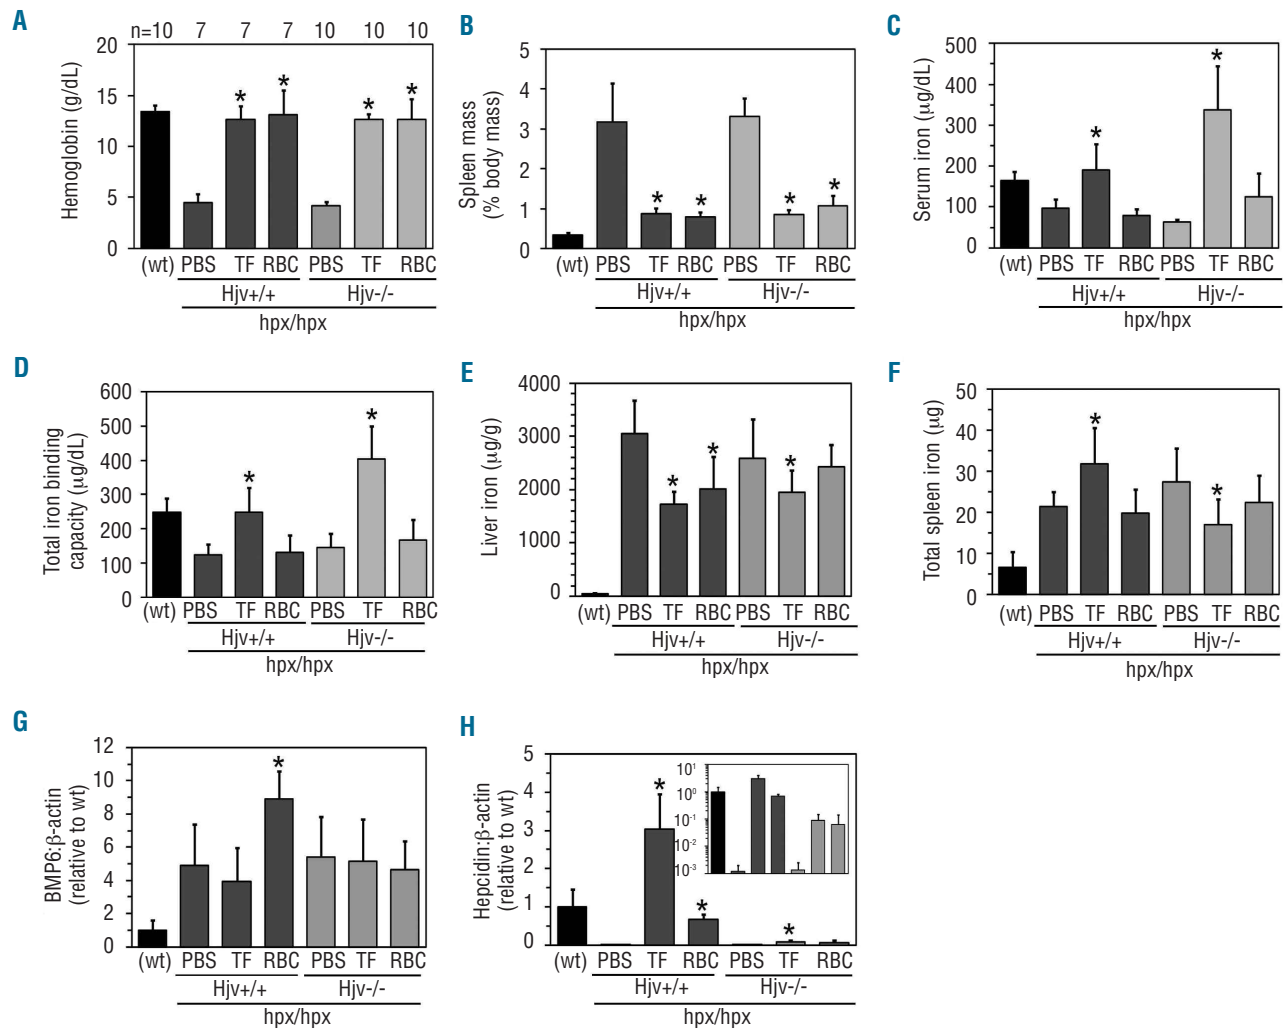 A
n=10 7 7 7 10 10 10
Hemoglobin (g/dL)
20
15
10
5
0
* * * *
(wt) PBS TF RBC PBS TF RBC
Hjv+/+ Hjv-/-
hpx/hpx
B
Spleen mass
(% body mass)
5
4
3
2
1
0
* * * *
(wt) PBS TF RBC PBS TF RBC
Hjv+/+ Hjv-/-
hpx/hpx
C
Serum iron (µg/dL)
500
400
300
200
100
0
* *
(wt) PBS TF RBC PBS TF RBC
Hjv+/+ Hjv-/-
hpx/hpx
D
Total iron binding
capacity (µg/dL)
600
500
400
300
200
100
0
* *
(wt) PBS TF RBC PBS TF RBC
Hjv+/+ Hjv-/-
hpx/hpx
E
Liver iron (µg/g)
4000
3000
2000
1000
0
* * *
(wt) PBS TF RBC PBS TF RBC
Hjv+/+ Hjv-/-
hpx/hpx
F
Total spleen iron (µg)
50
40
30
20
10
0
* *
(wt) PBS TF RBC PBS TF RBC
Hjv+/+ Hjv-/-
hpx/hpx
G
BMP6:β-actin
(relative to wt)
12
10
8
6
4
2
0
*
(wt) PBS TF RBC PBS TF RBC
Hjv+/+ Hjv-/-
hpx/hpx
H
Hepcidin:β-actin
(relative to wt)
5
4
3
2
1
0
* * *
10¹
10⁰
10⁻¹
10⁻²
10⁻³
(wt) PBS TF RBC PBS TF RBC
Hjv+/+ Hjv-/-
hpx/hpx